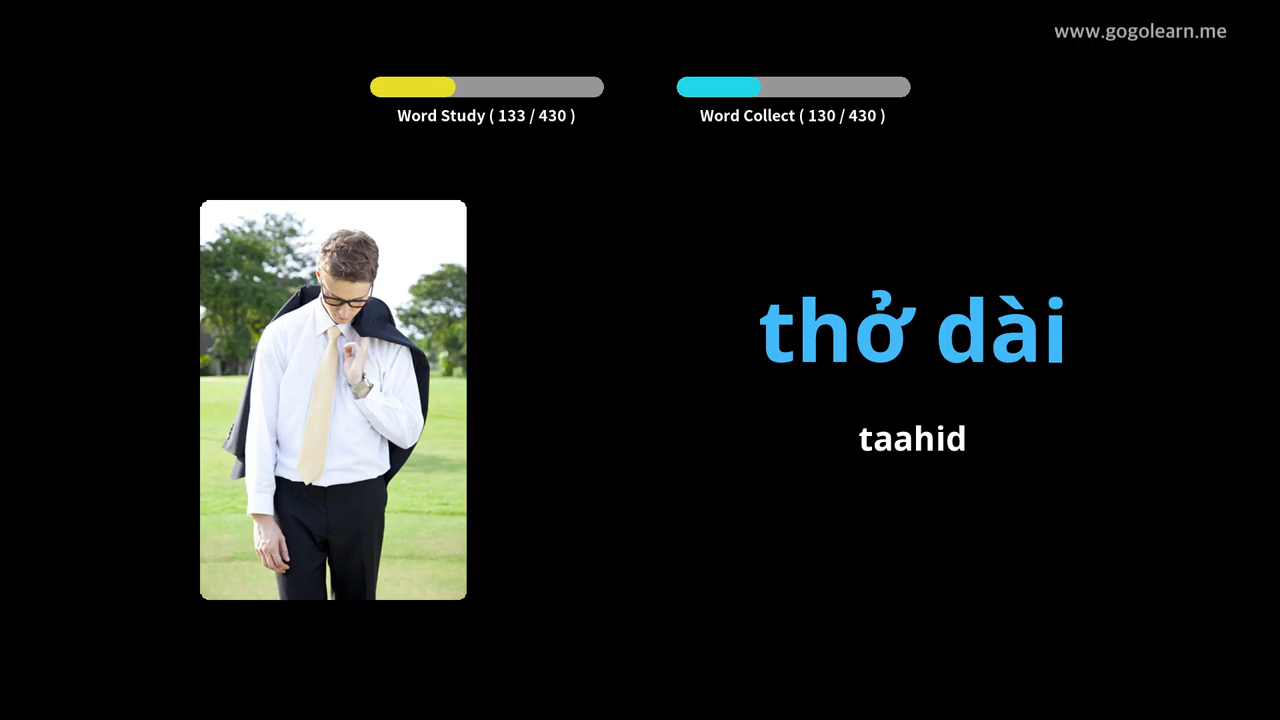 www.gogolearn.me
Word Study ( 133 / 430 )
Word Collect ( 130 / 430 )
thở dài
taahid